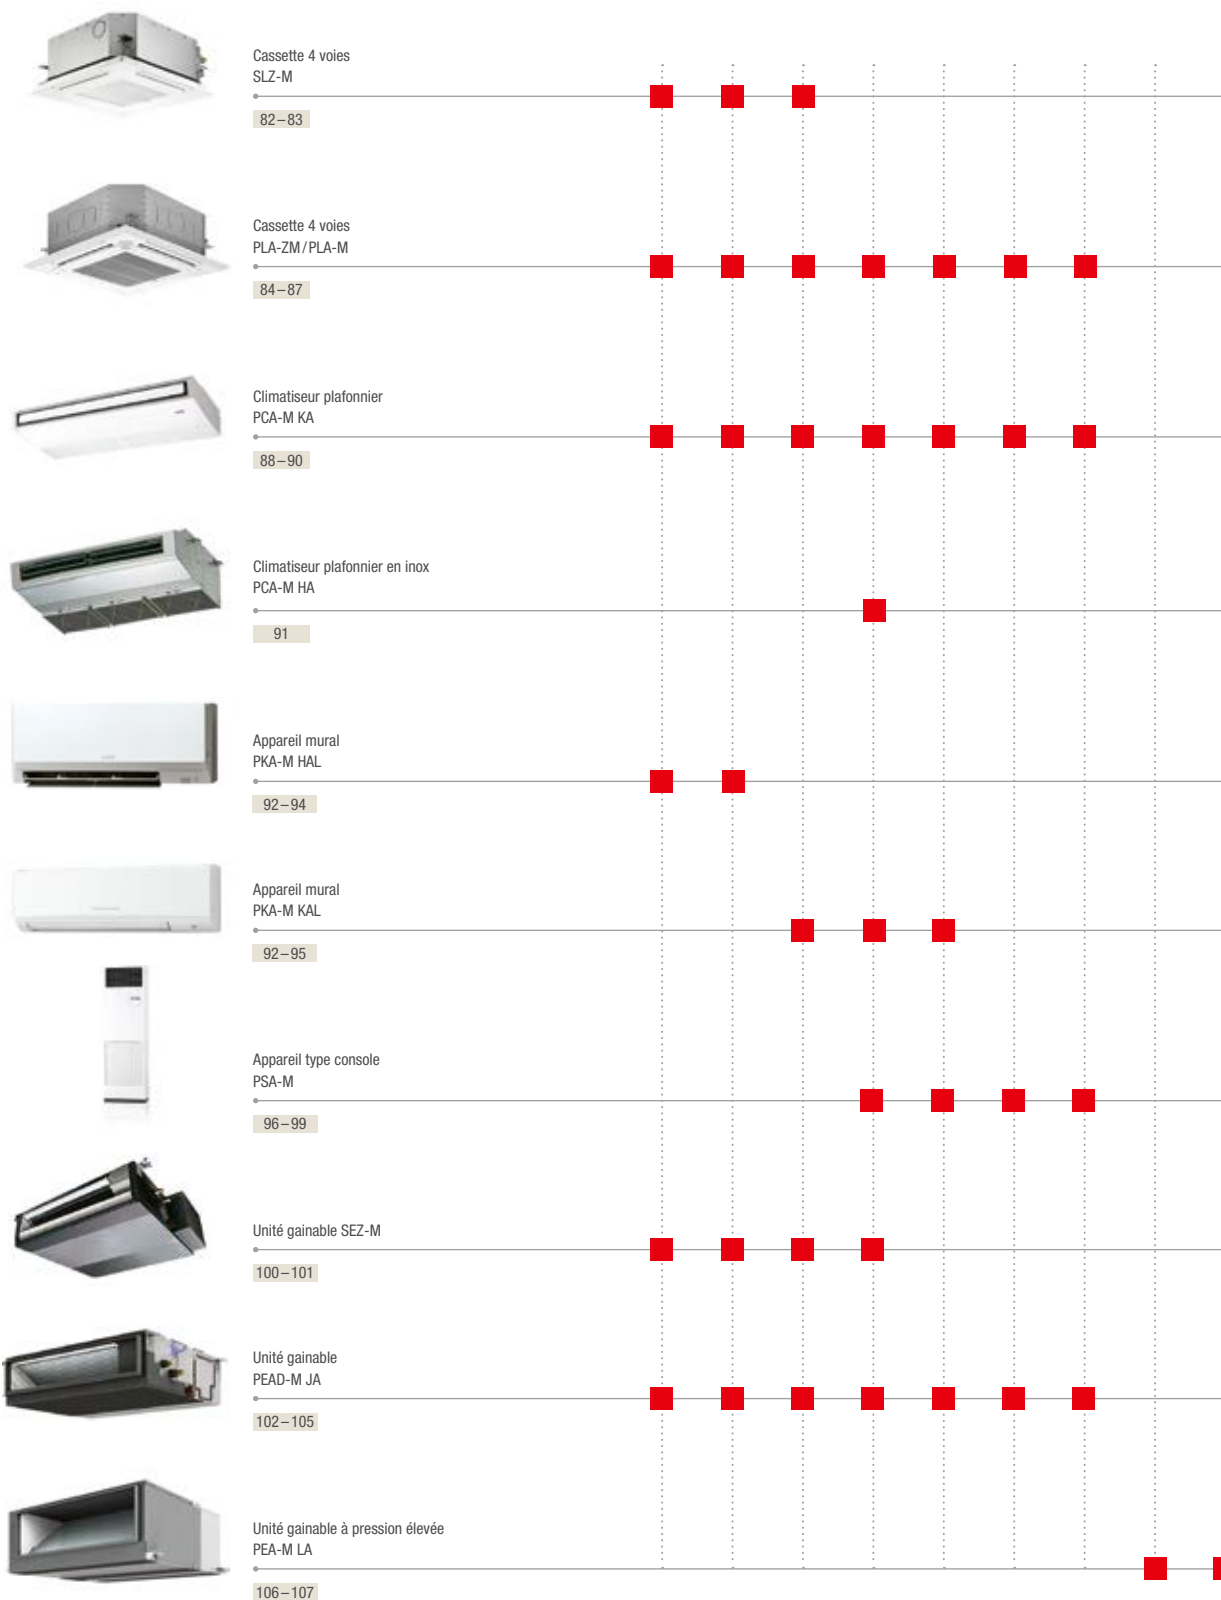 Cassette 4 voies
SLZ-M
82–83
Cassette 4 voies
PLA-ZM/PLA-M
84–87
Climatiseur plafonnier
PCA-M KA
88–90
Climatiseur plafonnier en inox
PCA-M HA
91
Appareil mural
PKA-M HAL
92–94
Appareil mural
PKA-M KAL
92–95
Appareil type console
PSA-M
96–99
Unité gainable SEZ-M
100–101
Unité gainable
PEAD-M JA
102–105
Unité gainable à pression élevée
PEA-M LA
106–107